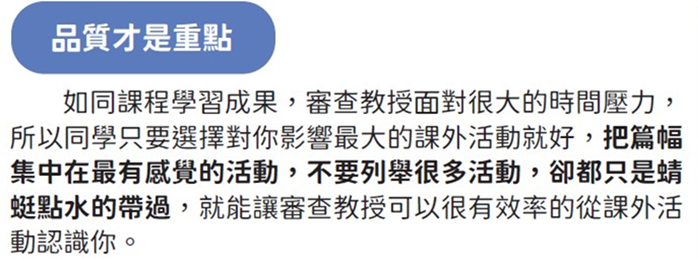 品質才是重點
如同課程學習成果，審查教授面對很大的時間壓力，
所以同學只要選擇對你影響最大的課外活動就好，把篇幅
集中在最有感覺的活動，不要列舉很多活動，卻都只是蜻
蜓點水的帶過，就能讓審查教授可以很有效率的從課外活
動認識你。